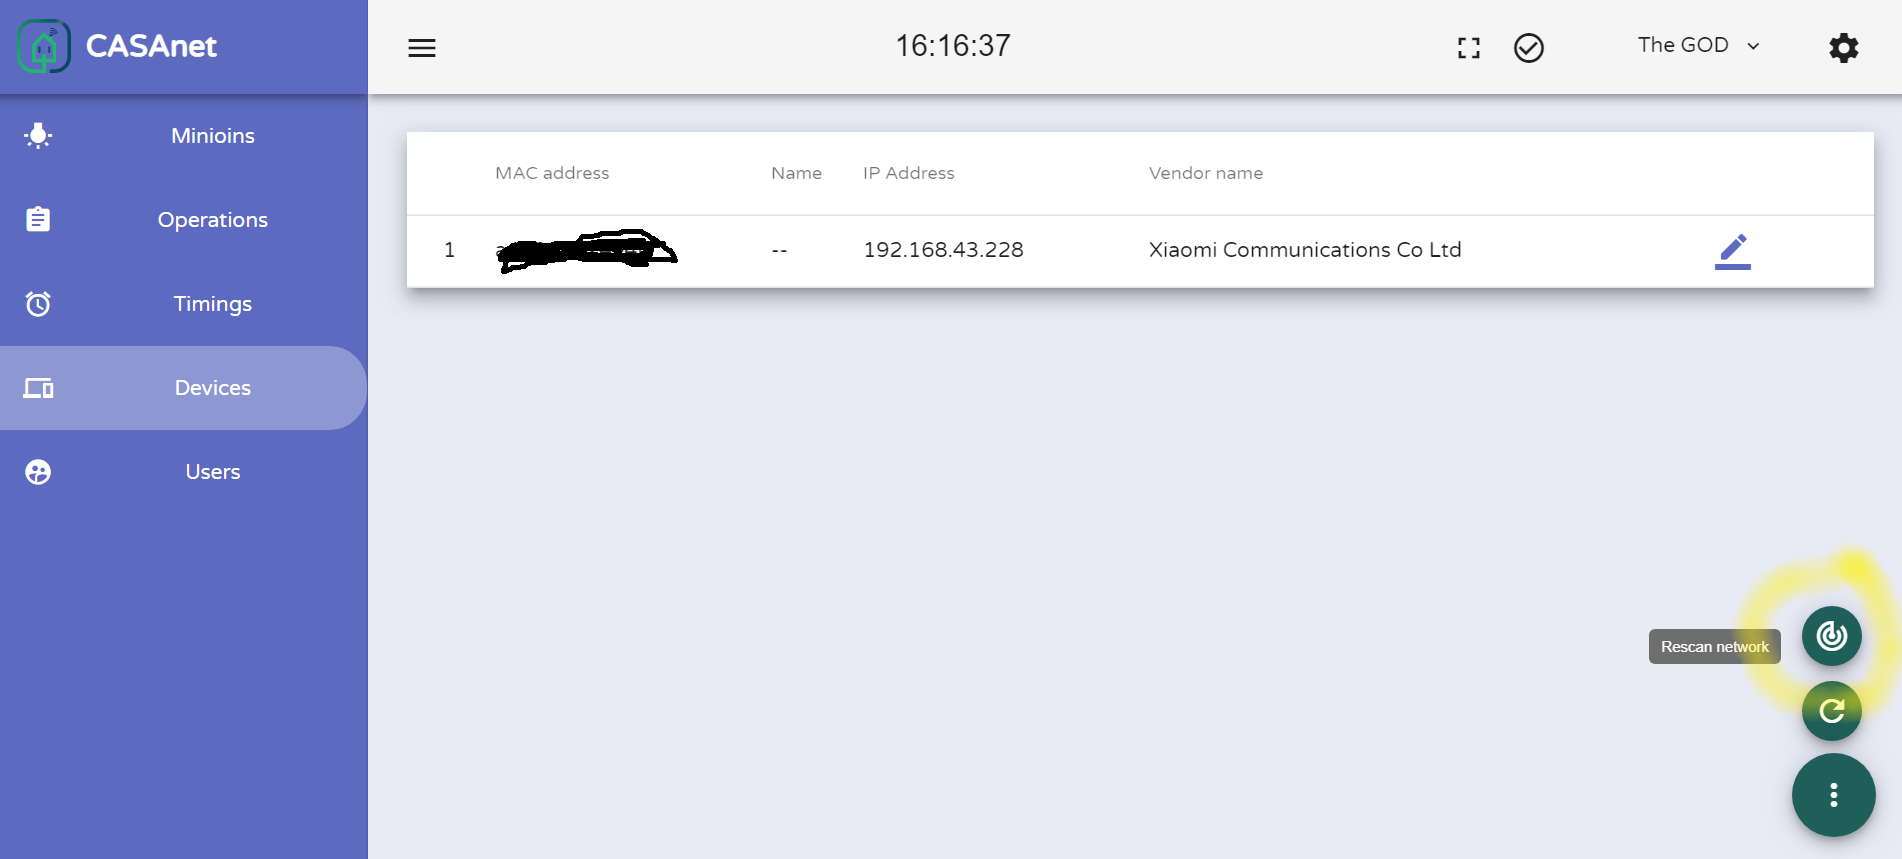 CASAnet
16:16:37
The GOD
Minioins
Operations
Timings
Devices
Users
MAC address Name IP Address Vendor name
1 -- 192.168.43.228 Xiaomi Communications Co Ltd
Rescan network